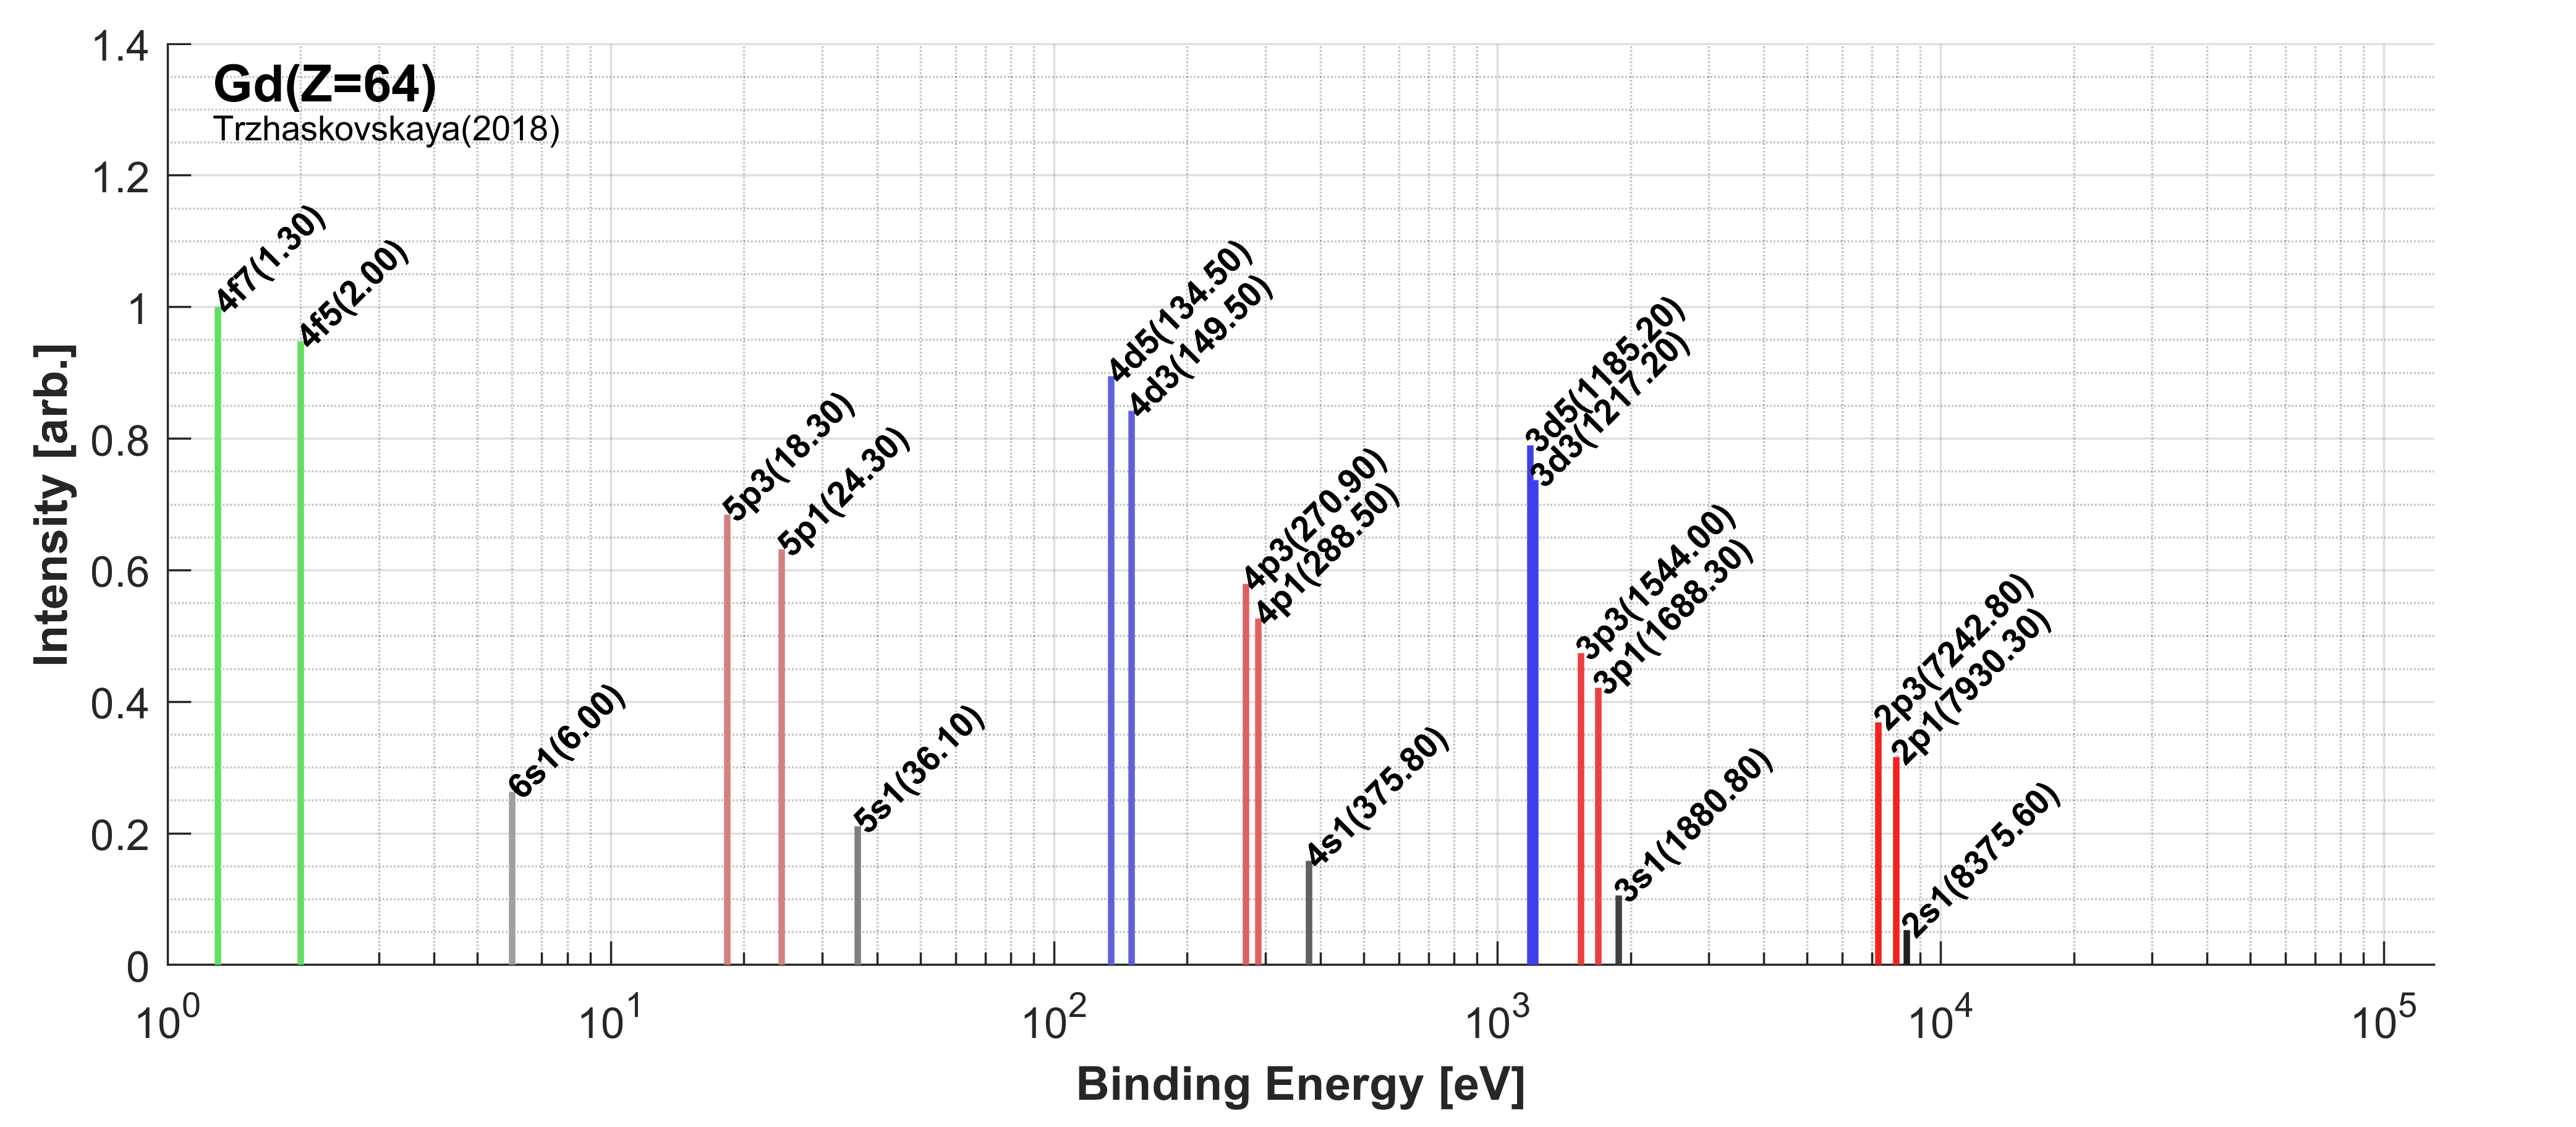 Gd(Z=64)
Trzhaskovskaya(2018)
Intensity [arb.]
1.4
1.2
1
0.8
0.6
0.4
0.2
0
4f7(1.30)
4f5(2.00)
6s1(6.00)
5p3(18.30)
5p1(24.30)
5s1(36.10)
4d5(134.50)
4d3(149.50)
4p3(270.90)
4p1(288.50)
4s1(375.80)
3d5(1185.20)
3d3(1217.20)
3p3(1544.00)
3p1(1688.30)
3s1(1880.80)
2p3(7242.80)
2p1(7930.30)
2s1(8375.60)
10^0 10^1 10^2 10^3 10^4 10^5
Binding Energy [eV]